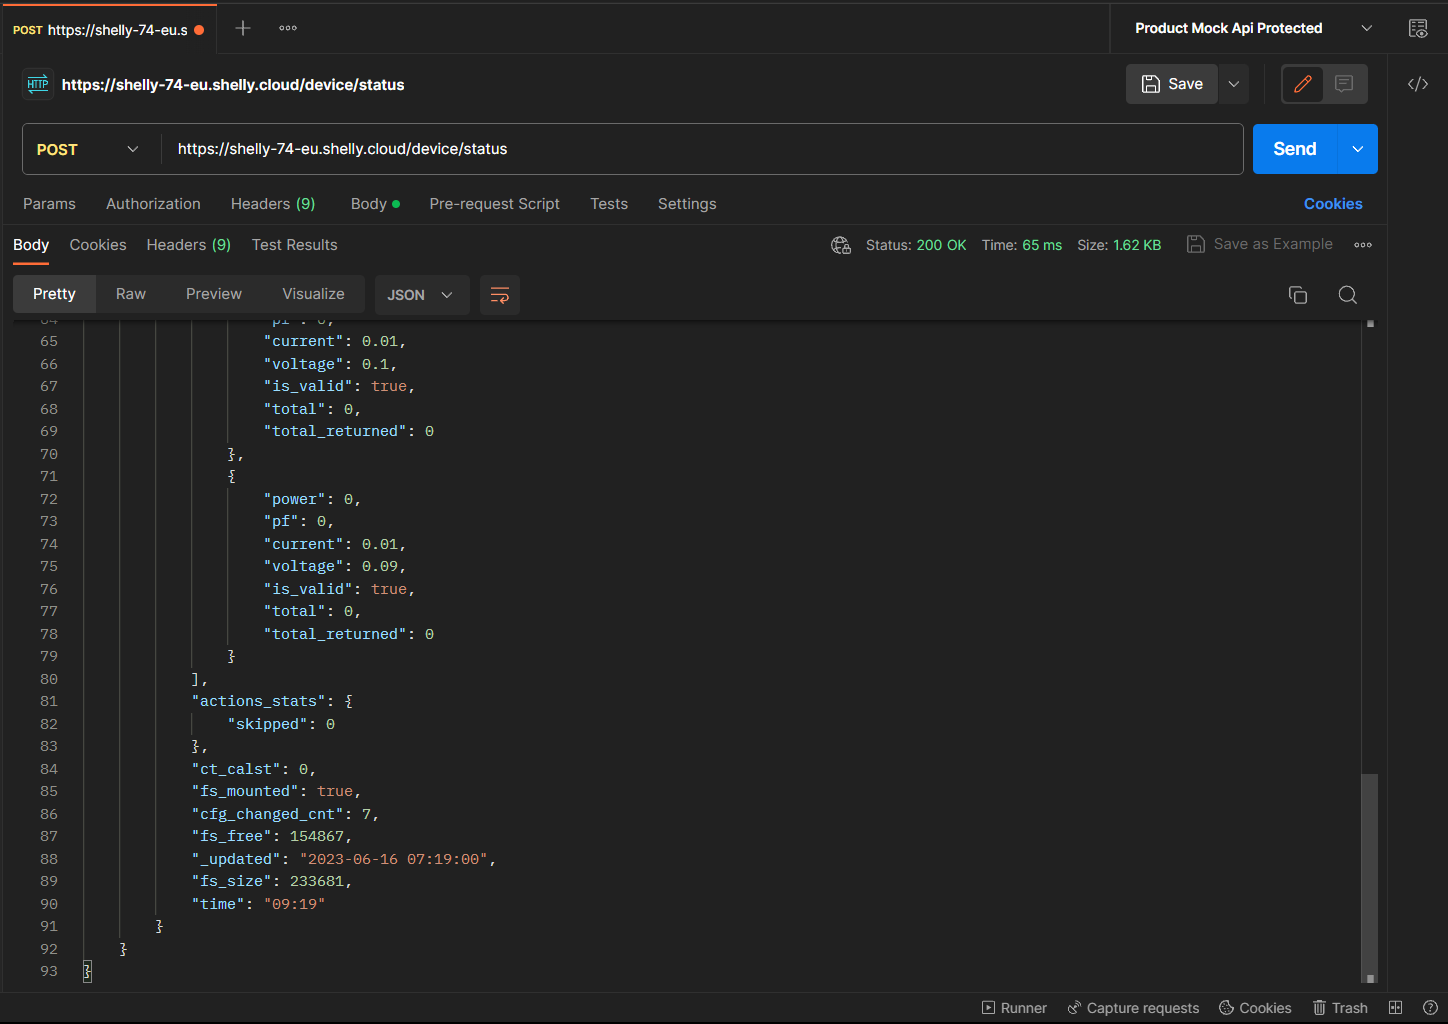 POST https://shelly-74-eu.s
Product Mock Api Protected
HTTP https://shelly-74-eu.shelly.cloud/device/status
Save
POST https://shelly-74-eu.shelly.cloud/device/status
Send
Params Authorization Headers (9) Body Pre-request Script Tests Settings Cookies
Body Cookies Headers (9) Test Results Status: 200 OK Time: 65 ms Size: 1.62 KB Save as Example
Pretty Raw Preview Visualize JSON
64 "pf": 0,
65 "current": 0.01,
66 "voltage": 0.1,
67 "is_valid": true,
68 "total": 0,
69 "total_returned": 0
70 },
71 {
72 "power": 0,
73 "pf": 0,
74 "current": 0.01,
75 "voltage": 0.09,
76 "is_valid": true,
77 "total": 0,
78 "total_returned": 0
79 }
80 ],
81 "actions_stats": {
82 "skipped": 0
83 },
84 "ct_calst": 0,
85 "fs_mounted": true,
86 "cfg_changed_cnt": 7,
87 "fs_free": 154867,
88 "_updated": "2023-06-16 07:19:00",
89 "fs_size": 233681,
90 "time": "09:19"
91 }
92 }
93 }
Runner Capture requests Cookies Trash